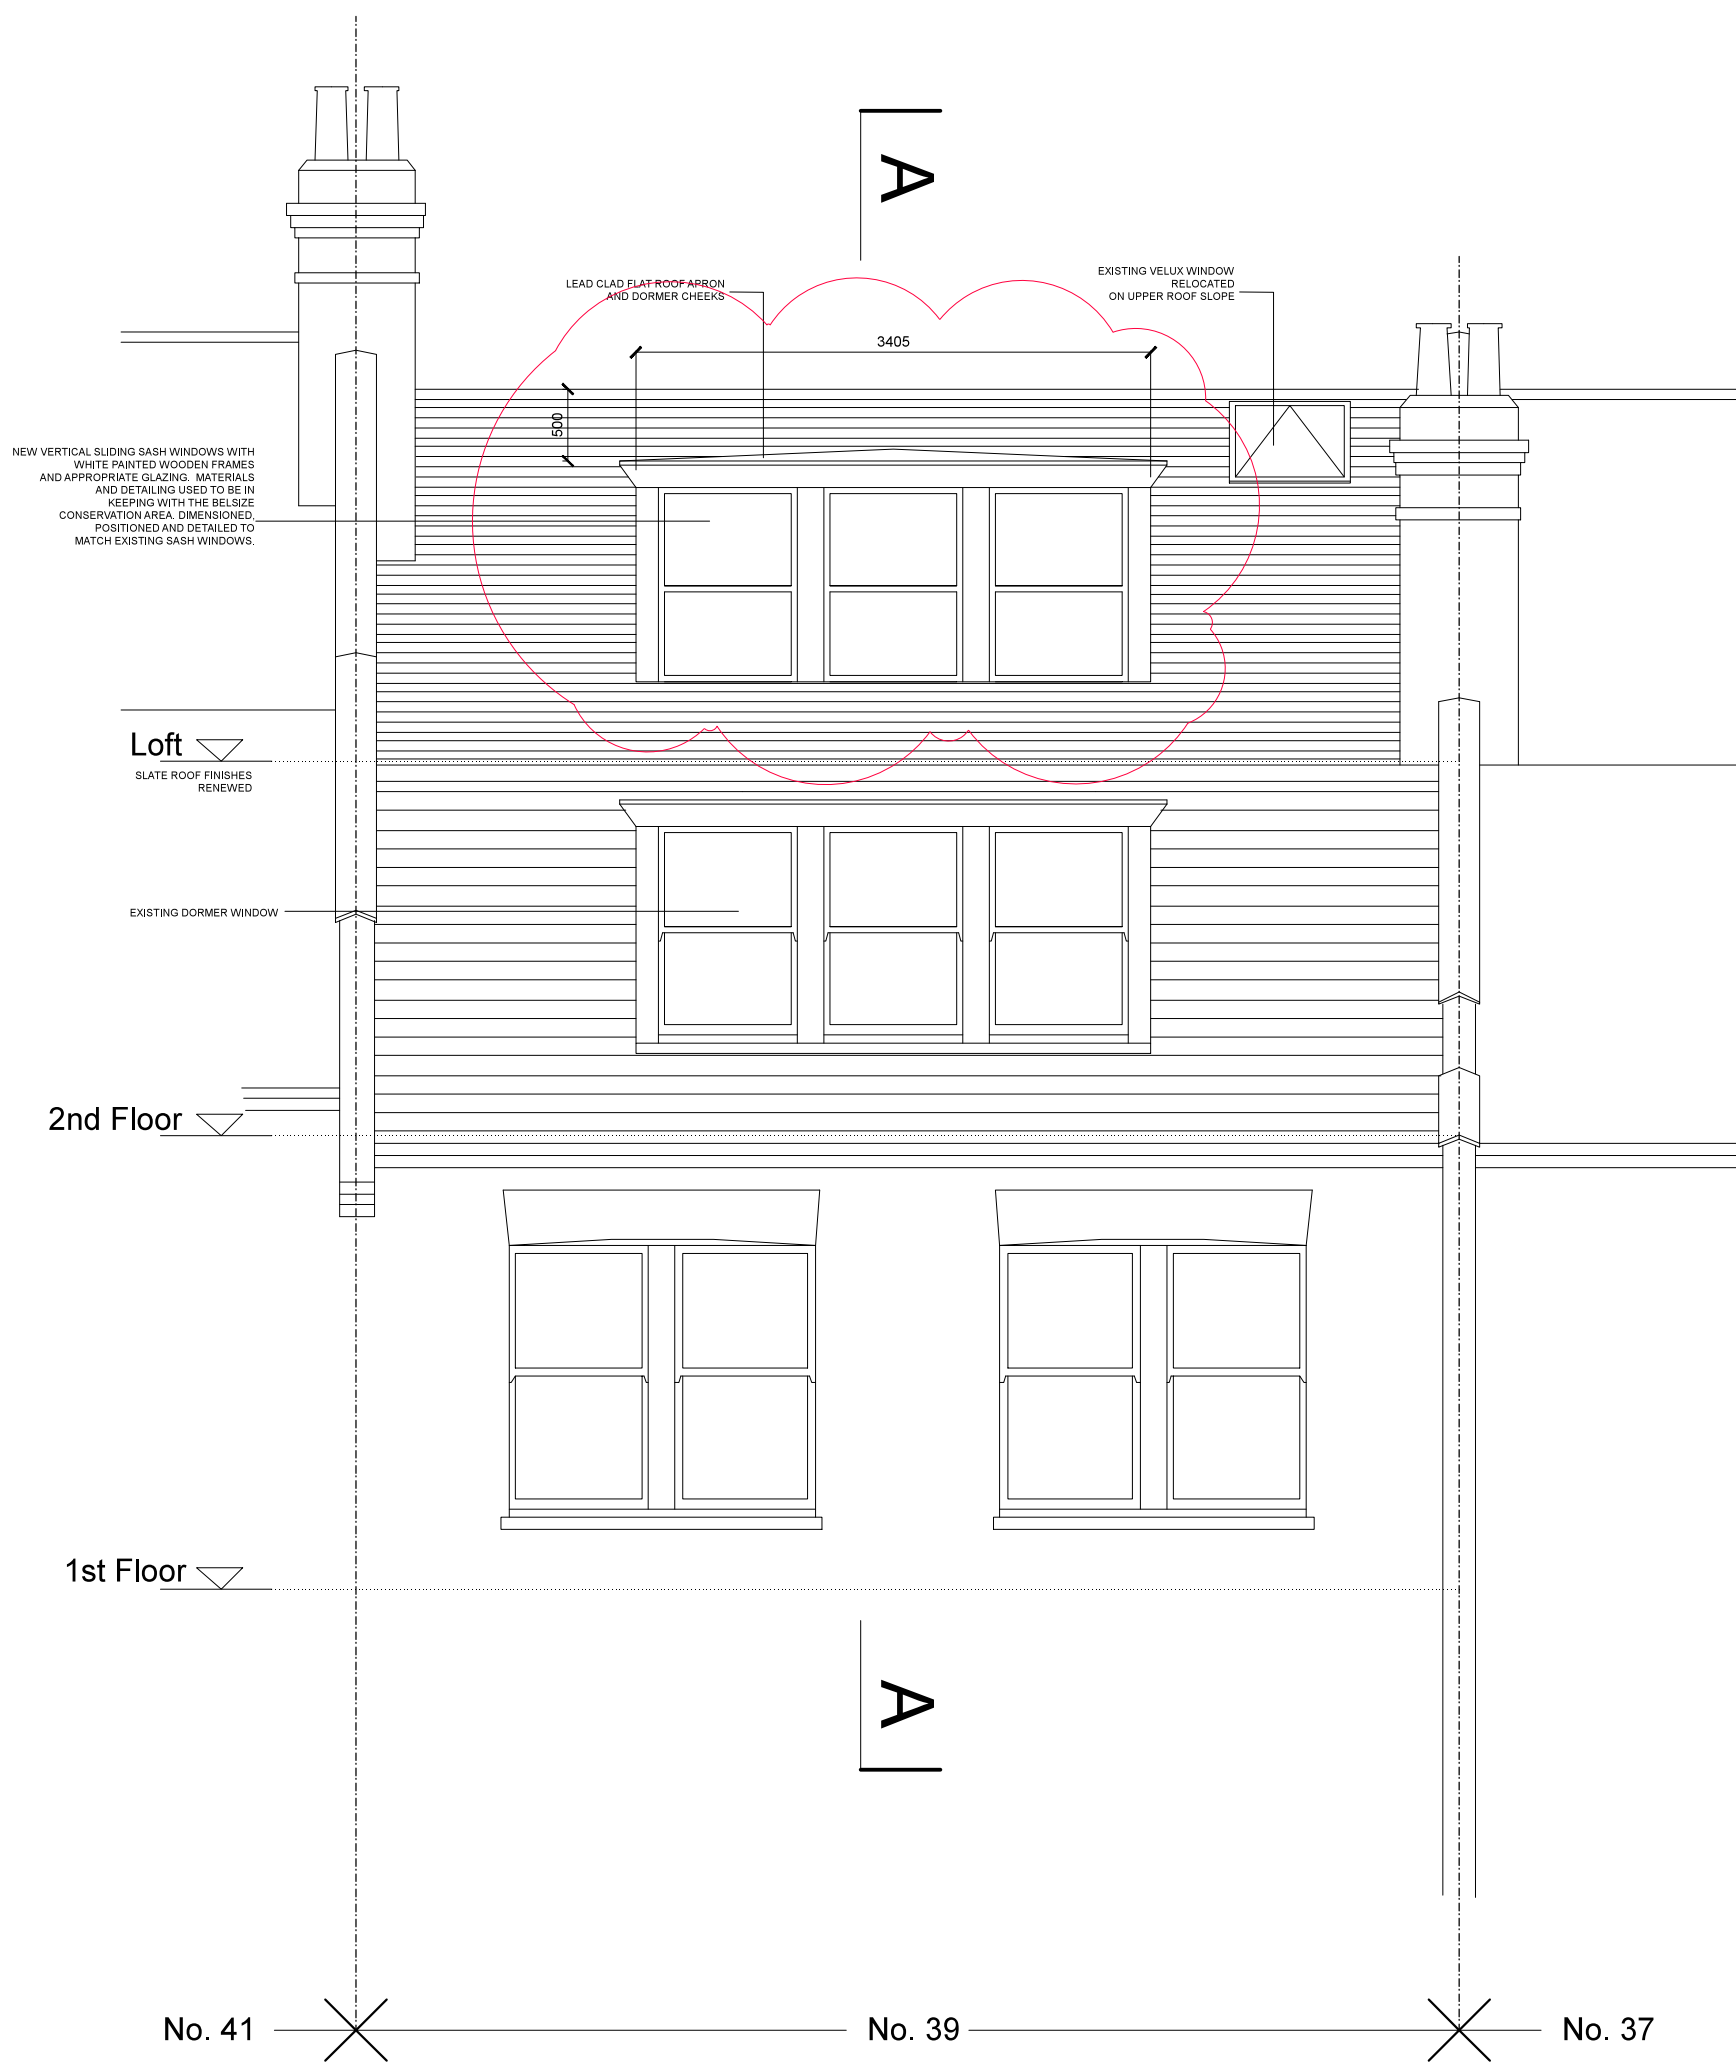 A
LEAD CLAD FLAT ROOF APRON
AND DORMER CHEEKS
EXISTING VELUX WINDOW
RELOCATED
ON UPPER ROOF SLOPE
3405
500
NEW VERTICAL SLIDING SASH WINDOWS WITH
WHITE PAINTED WOODEN FRAMES
AND APPROPRIATE GLAZING. MATERIALS
AND DETAILING USED TO BE IN
KEEPING WITH THE BELSIZE
CONSERVATION AREA. DIMENSIONED,
POSITIONED AND DETAILED TO
MATCH EXISTING SASH WINDOWS.
Loft
SLATE ROOF FINISHES
RENEWED
EXISTING DORMER WINDOW
2nd Floor
1st Floor
A
No. 41
No. 39
No. 37